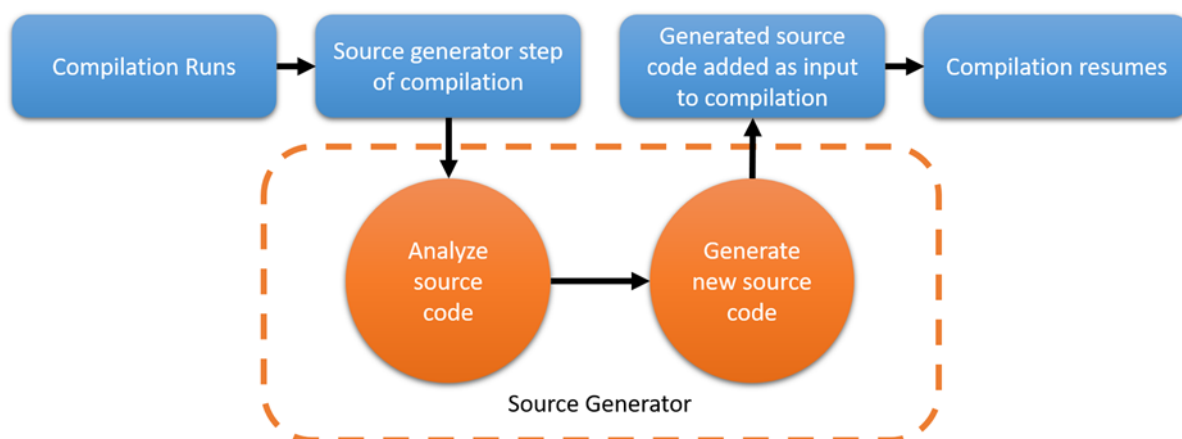 Compilation Runs
Source generator step
of compilation
Generated source
code added as input
to compilation
Compilation resumes
Analyze
source
code
Generate
new source
code
Source Generator